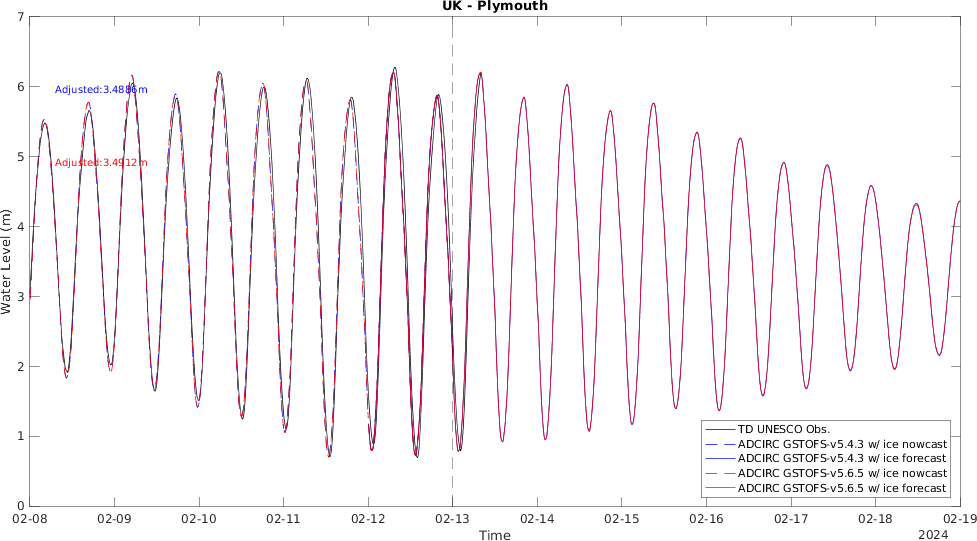 UK - Plymouth
Water Level (m)
7
6
5
4
3
2
1
0
Adjusted:3.4886m
Adjusted:3.4912m
TD UNESCO Obs.
ADCIRC GSTOFS-v5.4.3 w/ ice nowcast
ADCIRC GSTOFS-v5.4.3 w/ ice forecast
ADCIRC GSTOFS-v5.6.5 w/ ice nowcast
ADCIRC GSTOFS-v5.6.5 w/ ice forecast
02-08 02-09 02-10 02-11 02-12 02-13 02-14 02-15 02-16 02-17 02-18 02-19
Time
2024